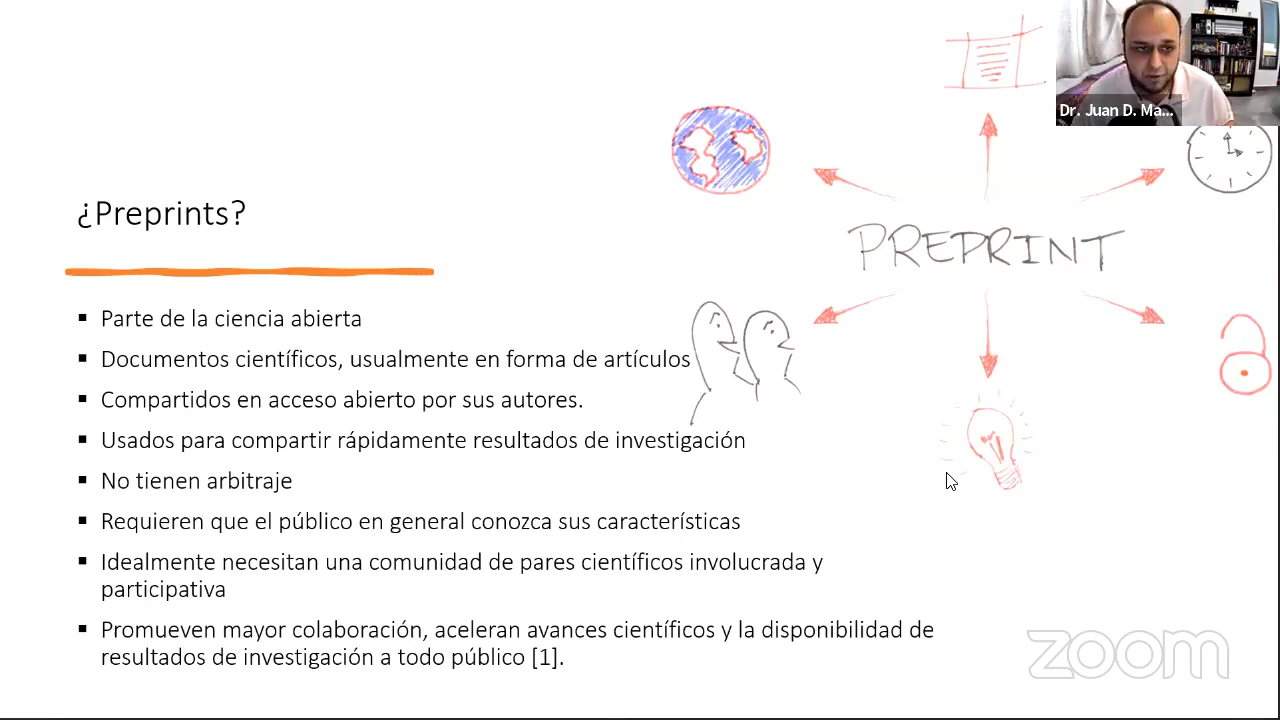 Dr. Juan D. Ma...
PREPRINT
¿Preprints?
▪ Parte de la ciencia abierta
▪ Documentos científicos, usualmente en forma de artículos
▪ Compartidos en acceso abierto por sus autores.
▪ Usados para compartir rápidamente resultados de investigación
▪ No tienen arbitraje
▪ Requieren que el público en general conozca sus características
▪ Idealmente necesitan una comunidad de pares científicos involucrada y
participativa
▪ Promueven mayor colaboración, aceleran avances científicos y la disponibilidad de
resultados de investigación a todo público [1].
zoom